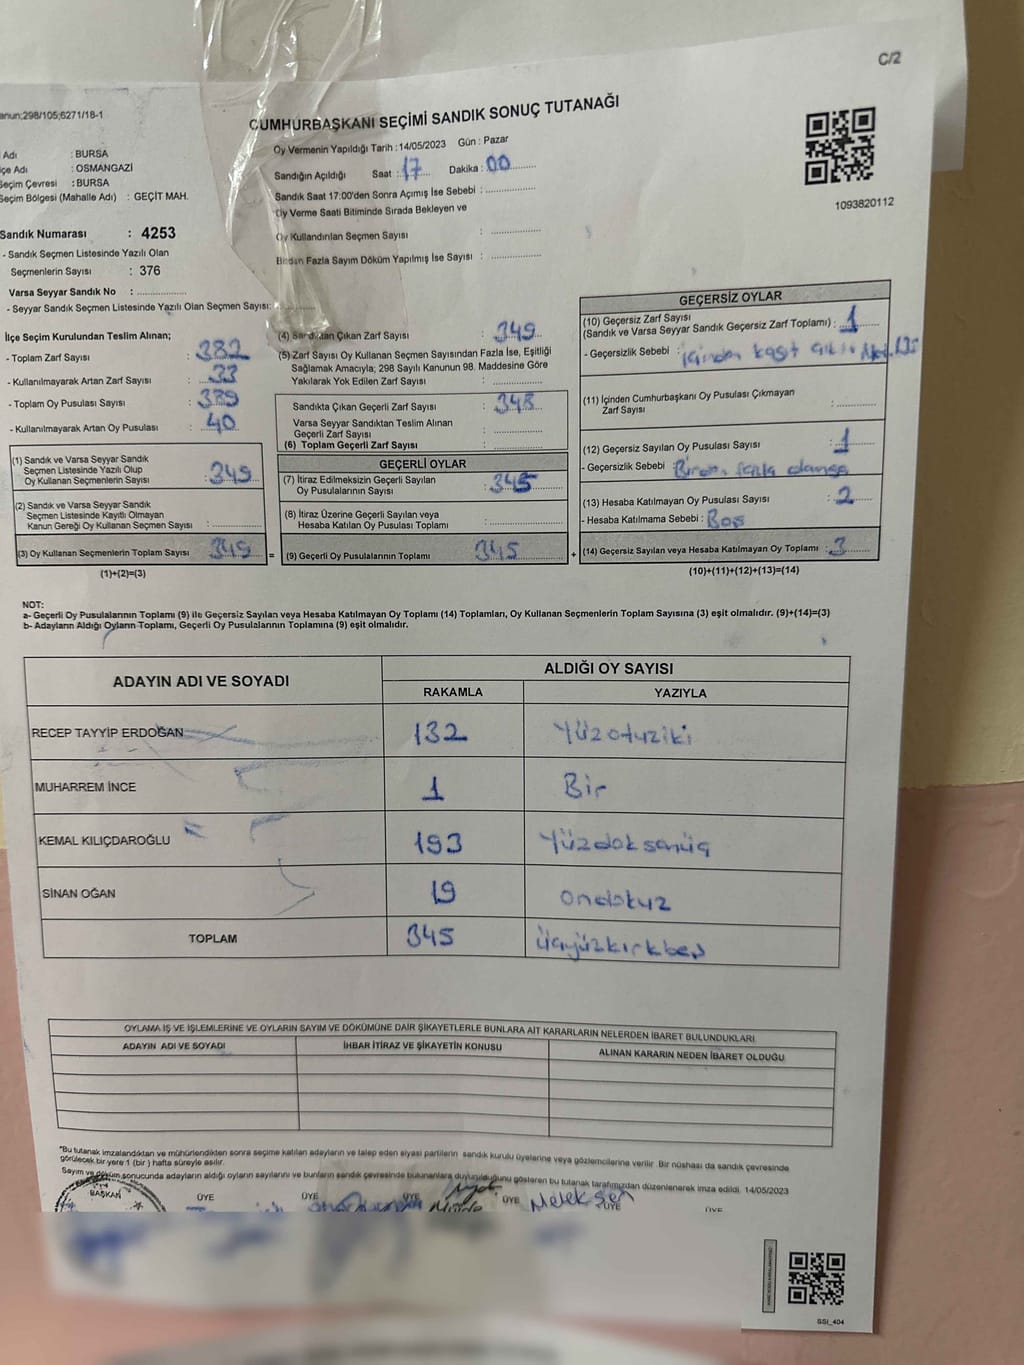 C/2
anun;298/105;6271/18-1
CUMHURBAŞKANI SEÇİMİ SANDIK SONUÇ TUTANAĞI
Oy Vermenin Yapıldığı Tarih : 14/05/2023 Gün : Pazar
Adı : BURSA
Sandığın Açıldığı Saat : 17 Dakika : 00
çe Adı : OSMANGAZİ
Seçim Çevresi : BURSA
Sandık Saat 17:00'den Sonra Açımış İse Sebebi :
Seçim Bölgesi (Mahalle Adı) : GEÇİT MAH.
Oy Verme Saati Bitiminde Sırada Bekleyen ve
Oy Kullandırılan Seçmen Sayısı :
1093820112
Sandık Numarası : 4253
Birden Fazla Sayım Döküm Yapılmış İse Sayısı :
- Sandık Seçmen Listesinde Yazılı Olan
Seçmenlerin Sayısı : 376
Varsa Seyyar Sandık No :
- Seyyar Sandık Seçmen Listesinde Yazılı Olan Seçmen Sayısı:
İlçe Seçim Kurulundan Teslim Alınan;
- Toplam Zarf Sayısı : 382
- Kullanılmayarak Artan Zarf Sayısı : 33
- Toplam Oy Pusulası Sayısı : 389
- Kullanılmayarak Artan Oy Pusulası : 40
(1) Sandık ve Varsa Seyyar Sandık
Seçmen Listesinde Yazılı Olup
Oy Kullanan Seçmenlerin Sayısı : 349
(2) Sandık ve Varsa Seyyar Sandık
Seçmen Listesinde Kayıtlı Olmayan
Kanun Gereği Oy Kullanan Seçmen Sayısı :
(3) Oy Kullanan Seçmenlerin Toplam Sayısı 349
(1)+(2)=(3)
(4) Sandıktan Çıkan Zarf Sayısı : 349
(5) Zarf Sayısı Oy Kullanan Seçmen Sayısından Fazla İse, Eşitliği
Sağlamak Amacıyla; 298 Sayılı Kanunun 98. Maddesine Göre
Yakılarak Yok Edilen Zarf Sayısı :
Sandıkta Çıkan Geçerli Zarf Sayısı : 348
Varsa Seyyar Sandıktan Teslim Alınan
Geçerli Zarf Sayısı :
(6) Toplam Geçerli Zarf Sayısı :
GEÇERLİ OYLAR
(7) İtiraz Edilmeksizin Geçerli Sayılan
Oy Pusulalarının Sayısı : 345
(8) İtiraz Üzerine Geçerli Sayılan veya
Hesaba Katılan Oy Pusulası Toplamı :
= (9) Geçerli Oy Pusulalarının Toplamı 345 +
GEÇERSİZ OYLAR
(10) Geçersiz Zarf Sayısı
(Sandık ve Varsa Seyyar Sandık Geçersiz Zarf Toplamı) : 1
- Geçersizlik Sebebi : içinden kağıt çıktı
(11) İçinden Cumhurbaşkanı Oy Pusulası Çıkmayan
Zarf Sayısı :
(12) Geçersiz Sayılan Oy Pusulası Sayısı : 1
- Geçersizlik Sebebi Birden fazla damga
(13) Hesaba Katılmayan Oy Pusulası Sayısı : 2
- Hesaba Katılmama Sebebi : Boş
(14) Geçersiz Sayılan veya Hesaba Katılmayan Oy Toplamı : 3
(10)+(11)+(12)+(13)=(14)
NOT:
a- Geçerli Oy Pusulalarının Toplamı (9) ile Geçersiz Sayılan veya Hesaba Katılmayan Oy Toplamı (14) Toplamları, Oy Kullanan Seçmenlerin Toplam Sayısına (3) eşit olmalıdır. (9)+(14)=(3)
b- Adayların Aldığı Oyların Toplamı, Geçerli Oy Pusulalarının Toplamına (9) eşit olmalıdır.
ADAYIN ADI VE SOYADI ALDIĞI OY SAYISI
RAKAMLA YAZIYLA
RECEP TAYYİP ERDOĞAN 132 Yüzotuziki
MUHARREM İNCE 1 Bir
KEMAL KILIÇDAROĞLU 193 Yüzdoksanüç
SİNAN OĞAN 19 ondokuz
TOPLAM 345 üçyüzkırkbeş
OYLAMA İŞ VE İŞLEMLERİNE VE OYLARIN SAYIM VE DÖKÜMÜNE DAİR ŞİKAYETLERLE BUNLARA AİT KARARLARIN NELERDEN İBARET BULUNDUKLARI
ADAYIN ADI VE SOYADI İHBAR İTİRAZ VE ŞİKAYETİN KONUSU ALINAN KARARIN NEDEN İBARET OLDUĞU
*Bu tutanak imzalandıktan ve mühürlendikten sonra seçime katılan adayların ve talep eden siyasi partilerin sandık kurulu üyelerine veya gözlemcilerine verilir. Bir nüshası da sandık çevresinde
görülecek bir yere 1 (bir) hafta süreyle asılır.
Sayım ve döküm sonucunda adayların aldığı oyların sayılarını ve bunların sandık çevresinde bulunanlara duyurulduğunu gösteren bu tutanak tarafımızdan düzenlenerek imza edildi. 14/05/2023
BAŞKAN ÜYE ÜYE ÜYE ÜYE Melek Şen ÜYE ÜYE
SSİ_404